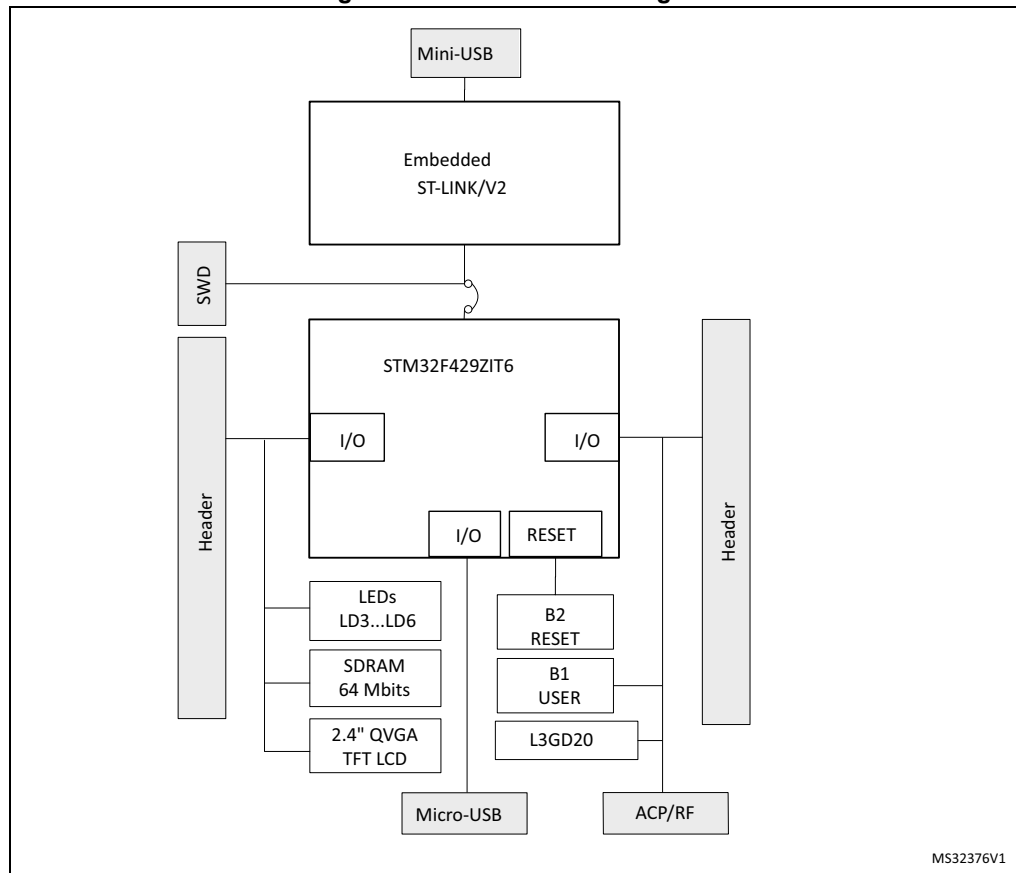 Mini-USB
Embedded
ST-LINK/V2
SWD
STM32F429ZIT6
I/O
I/O
Header
Header
I/O
RESET
LEDs
LD3...LD6
B2
RESET
SDRAM
64 Mbits
B1
USER
2.4" QVGA
TFT LCD
L3GD20
Micro-USB
ACP/RF
MS32376V1